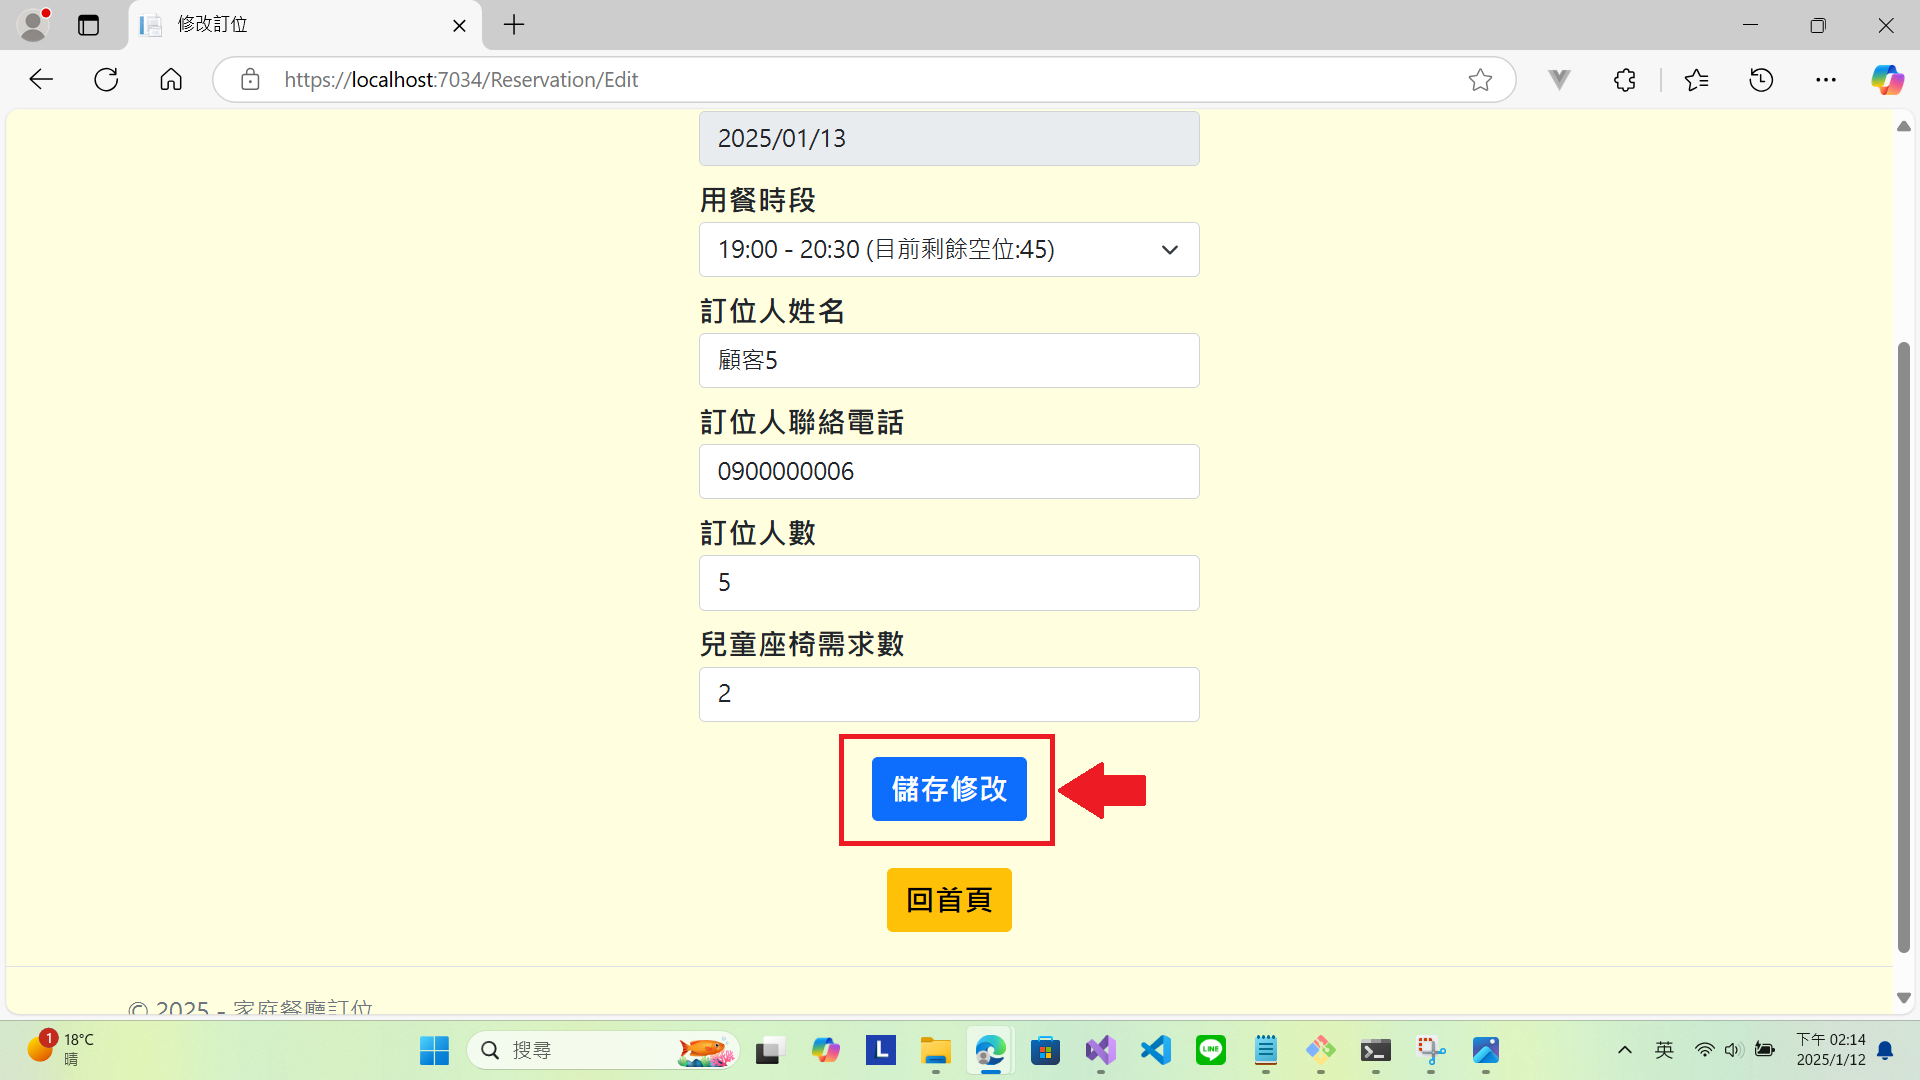 修改訂位
https://localhost:7034/Reservation/Edit
2025/01/13
用餐時段
19:00 - 20:30 (目前剩餘空位:45)
訂位人姓名
顧客5
訂位人聯絡電話
0900000006
訂位人數
5
兒童座椅需求數
2
儲存修改
回首頁
© 2025 - 家庭餐廳訂位
1
18°C
晴
搜尋
L
LINE
英
下午 02:14
2025/1/12